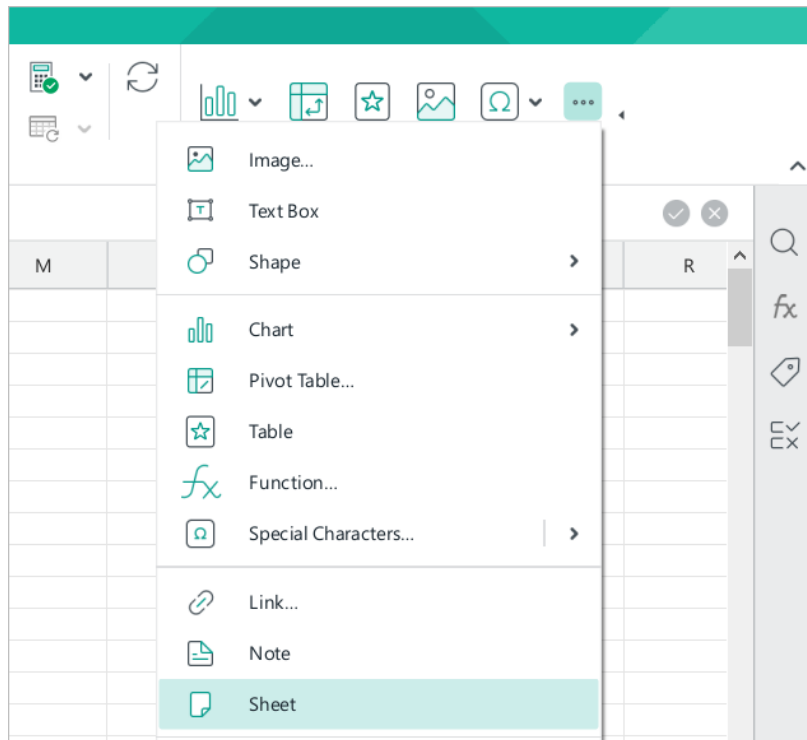 Image...
Text Box
M
Shape
R
Chart
Pivot Table...
Table
Function...
Special Characters...
Link...
Note
Sheet